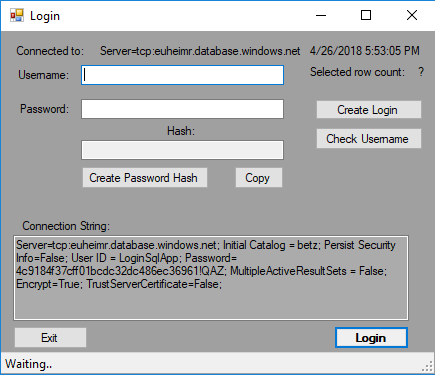 Login
Connected to: Server=tcp:euheimr.database.windows.net 4/26/2018 5:53:05 PM
Username: Selected row count: ?
Password: Create Login
Hash: Check Username
Create Password Hash Copy
Connection String:
Server=tcp:euheimr.database.windows.net; Initial Catalog = betz; Persist Security
Info=False; User ID = LoginSqlApp; Password=
4c9184f37cff01bcdc32dc486ec36961!QAZ; MultipleActiveResultSets = False;
Encrypt=True; TrustServerCertificate=False;
Exit Login
Waiting..